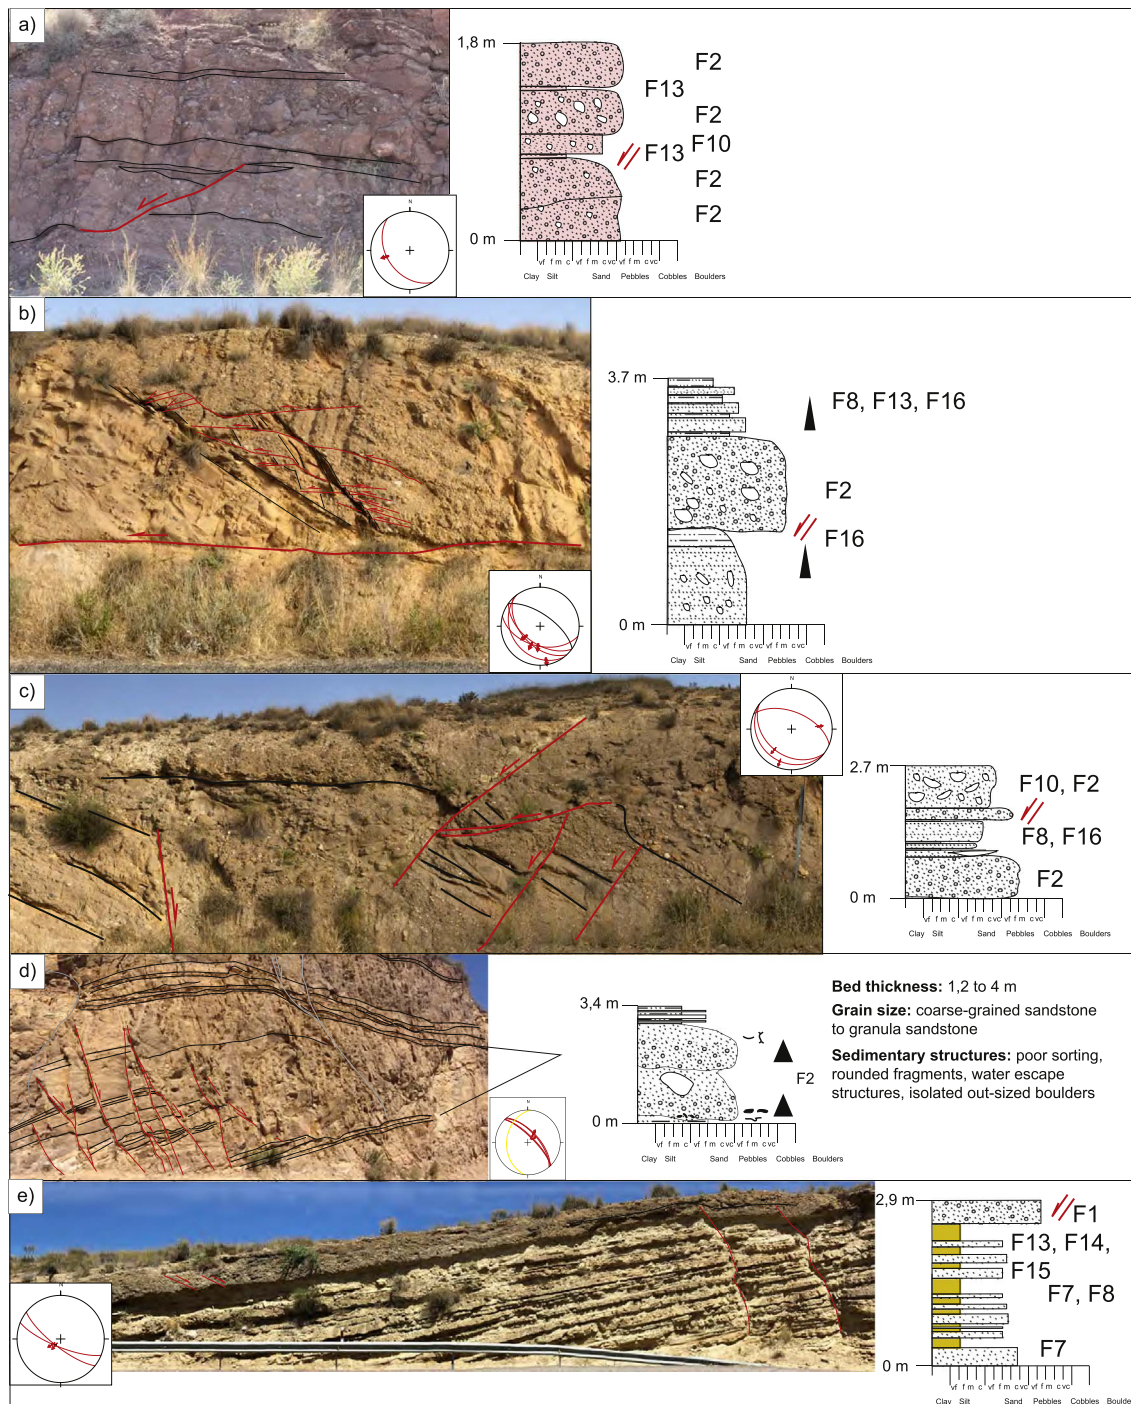 a)
1,8 m
F2
F13
F2
F13 F10
F2
F2
0 m
vf f m c vf f m c vc vf f m c vc
Clay Silt Sand Pebbles Cobbles Boulders
N
b)
3.7 m
F8, F13, F16
F2
F16
0 m
vf f m c vf f m c vc vf f m c vc
Clay Silt Sand Pebbles Cobbles Boulders
N
c)
N
2.7 m
F10, F2
F8, F16
F2
0 m
vf f m c vf f m c vc vf f m c vc
Clay Silt Sand Pebbles Cobbles Boulders
d)
3,4 m
F2
0 m
vf f m c vf f m c vc vf f m c vc
Clay Silt Sand Pebbles Cobbles Boulders
N
Bed thickness: 1,2 to 4 m
Grain size: coarse-grained sandstone
to granula sandstone
Sedimentary structures: poor sorting,
rounded fragments, water escape
structures, isolated out-sized boulders
e)
N
2,9 m
F1
F13, F14,
F15
F7, F8
F7
0 m
vf f m c vf f m c vc vf f m c vc
Clay Silt Sand Pebbles Cobbles Boulders